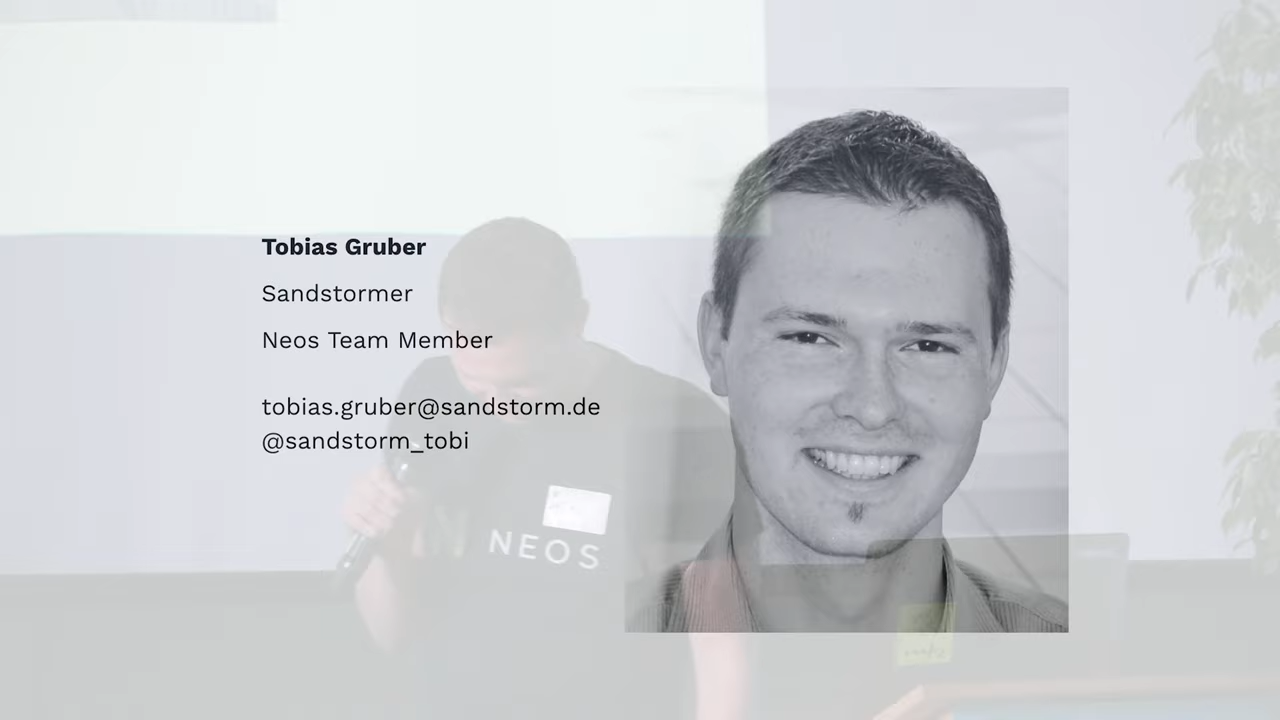 Tobias Gruber
Sandstormer
Neos Team Member
tobias.gruber@sandstorm.de
@sandstorm_tobi
NEOS